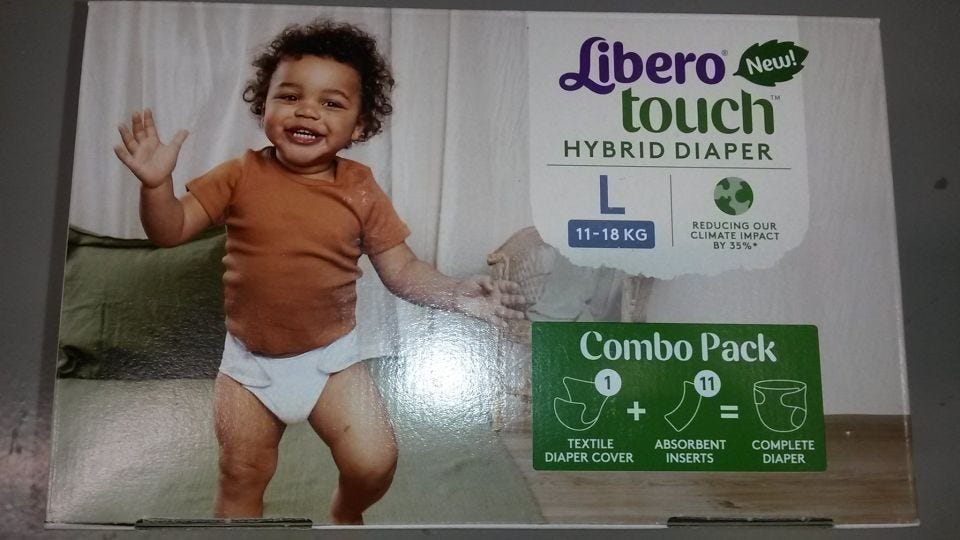 Libero® New!
touch™
HYBRID DIAPER
L
11-18 KG
REDUCING OUR
CLIMATE IMPACT
BY 35%*
Combo Pack
1 + 11 =
TEXTILE
DIAPER COVER
ABSORBENT
INSERTS
COMPLETE
DIAPER